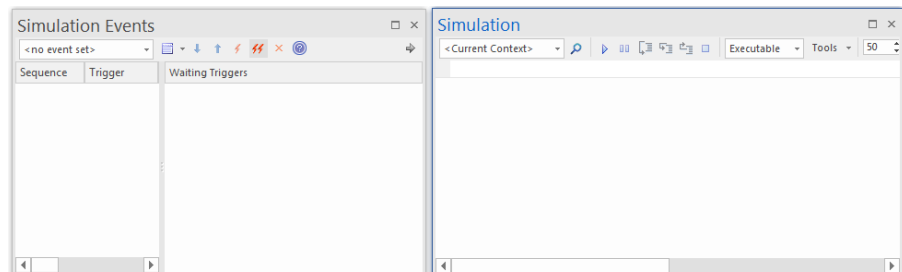 Simulation Events
<no event set>
Sequence Trigger Waiting Triggers
Simulation
<Current Context> Executable Tools 50